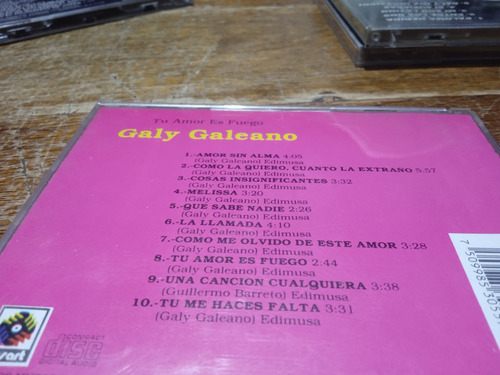 Tu Amor Es Fuego
Galy Galeano
1.-AMOR SIN ALMA 4:05
(Galy Galeano) Edimusa
2.-COMO LA QUIERO, CUANTO LA EXTRAÑO 5:57
(Galy Galeano) Edimusa
3.-COSAS INSIGNIFICANTES 3:32
(Galy Galeano) Edimusa
4.-MELISSA 3:20
(Galy Galeano) Edimusa
5.-QUE SABE NADIE 2:26
(Galy Galeano) Edimusa
6.-LA LLAMADA 4:10
(Galy Galeano) Edimusa
7.-COMO ME OLVIDO DE ESTE AMOR 3:28
(Galy Galeano) Edimusa
8.-TU AMOR ES FUEGO 2:44
(Galy Galeano) Edimusa
9.-UNA CANCION CUALQUIERA 3:38
(Guillermo Barreto) Edimusa
10.-TU ME HACES FALTA 3:31
(Galy Galeano) Edimusa
sart
COMPACT
DISC
DIGITAL AUDIO